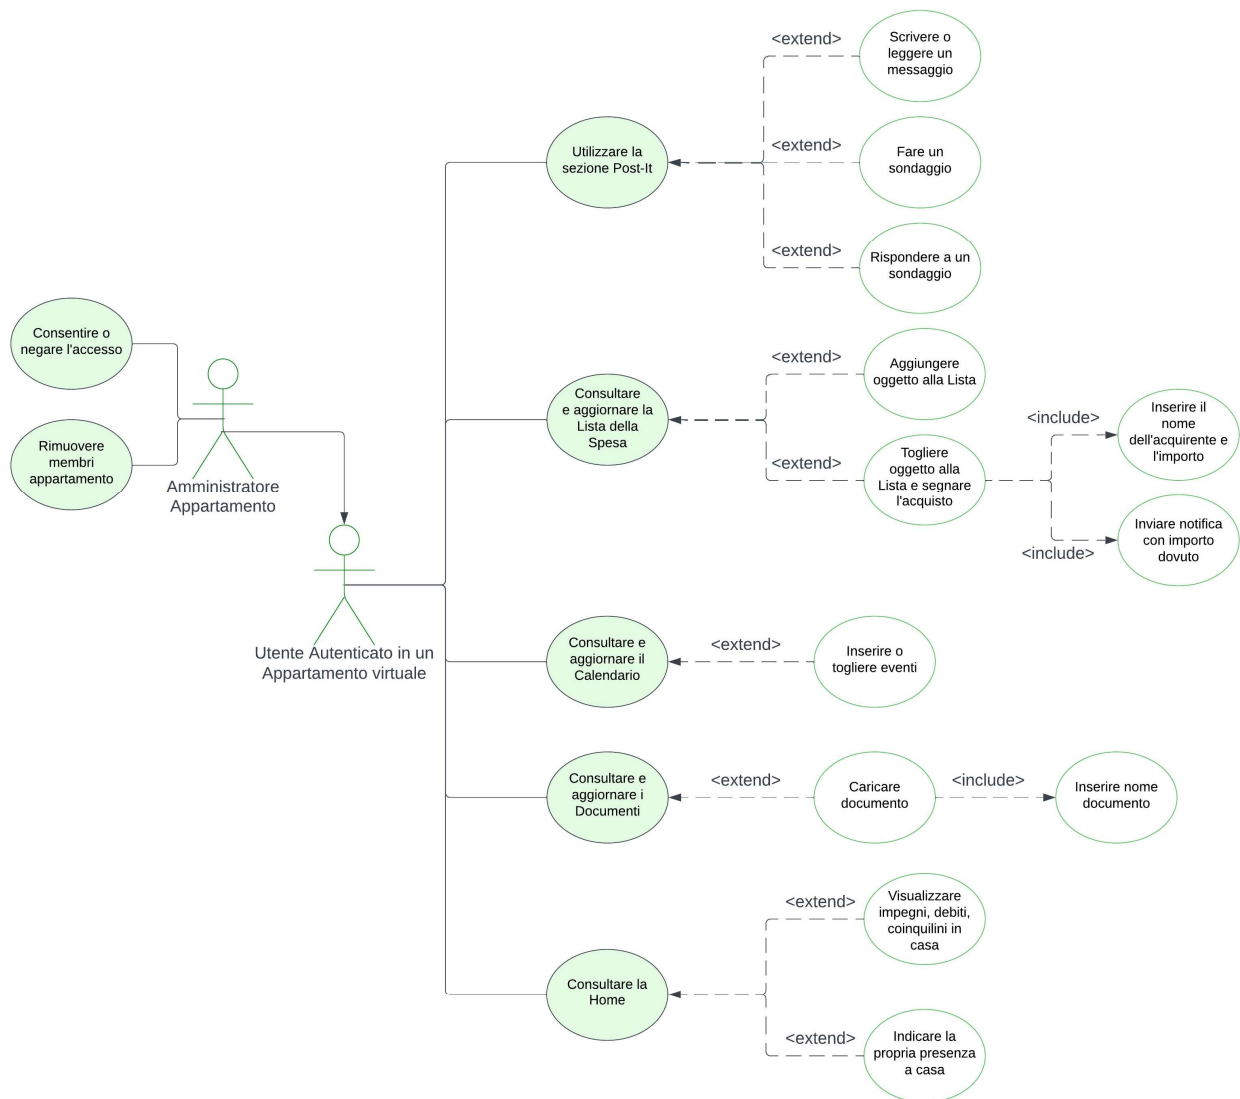 <extend>
Scrivere o
leggere un
messaggio
Utilizzare la
sezione Post-It
<extend>
Fare un
sondaggio
<extend>
Rispondere a un
sondaggio
Consentire o
negare l'accesso
Rimuovere
membri
appartamento
Amministratore
Appartamento
Utente Autenticato in un
Appartamento virtuale
Consultare
e aggiornare la
Lista della
Spesa
<extend>
Aggiungere
oggetto alla Lista
<extend>
Togliere
oggetto alla
Lista e segnare
l'acquisto
<include>
Inserire il
nome
dell'acquirente e
l'importo
<include>
Inviare notifica
con importo
dovuto
Consultare e
aggiornare il
Calendario
<extend>
Inserire o
togliere eventi
Consultare e
aggiornare i
Documenti
<extend>
Caricare
documento
<include>
Inserire nome
documento
Consultare la
Home
<extend>
Visualizzare
impegni, debiti,
coinquilini in
casa
<extend>
Indicare la
propria presenza
a casa